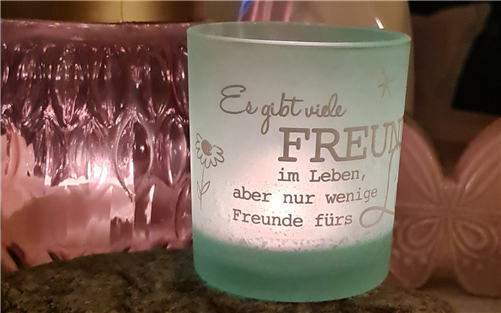 Es gibt viele
FREUN
im Leben,
aber nur wenige
Freunde fürs
L